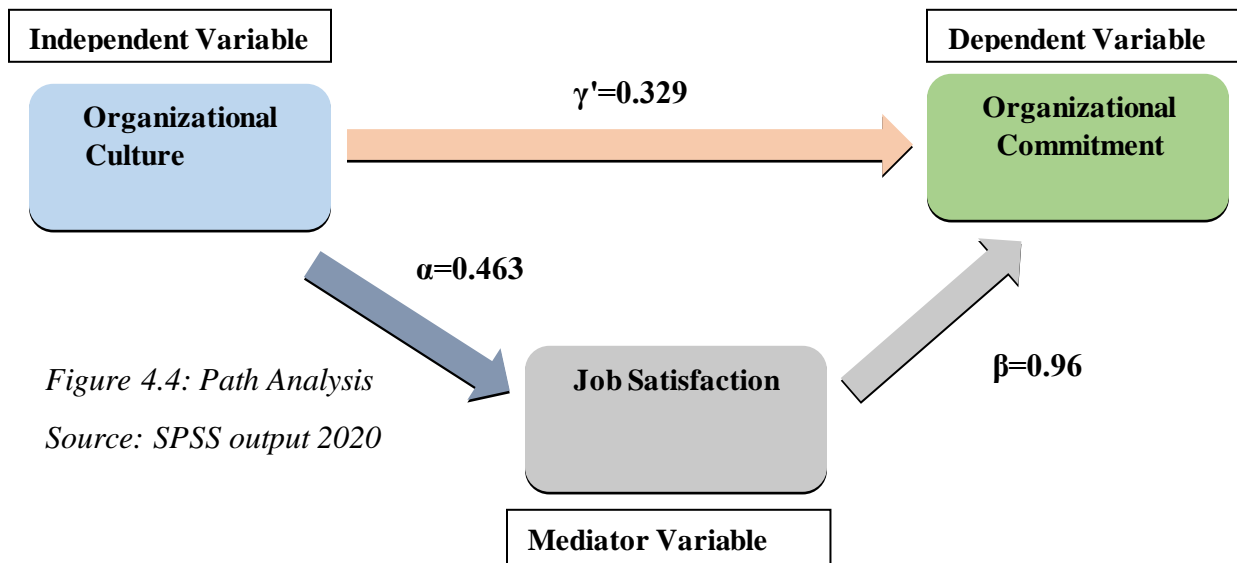 Independent Variable
Dependent Variable
Organizational
Culture
γ'=0.329
Organizational
Commitment
α=0.463
Figure 4.4: Path Analysis
Source: SPSS output 2020
Job Satisfaction
β=0.96
Mediator Variable